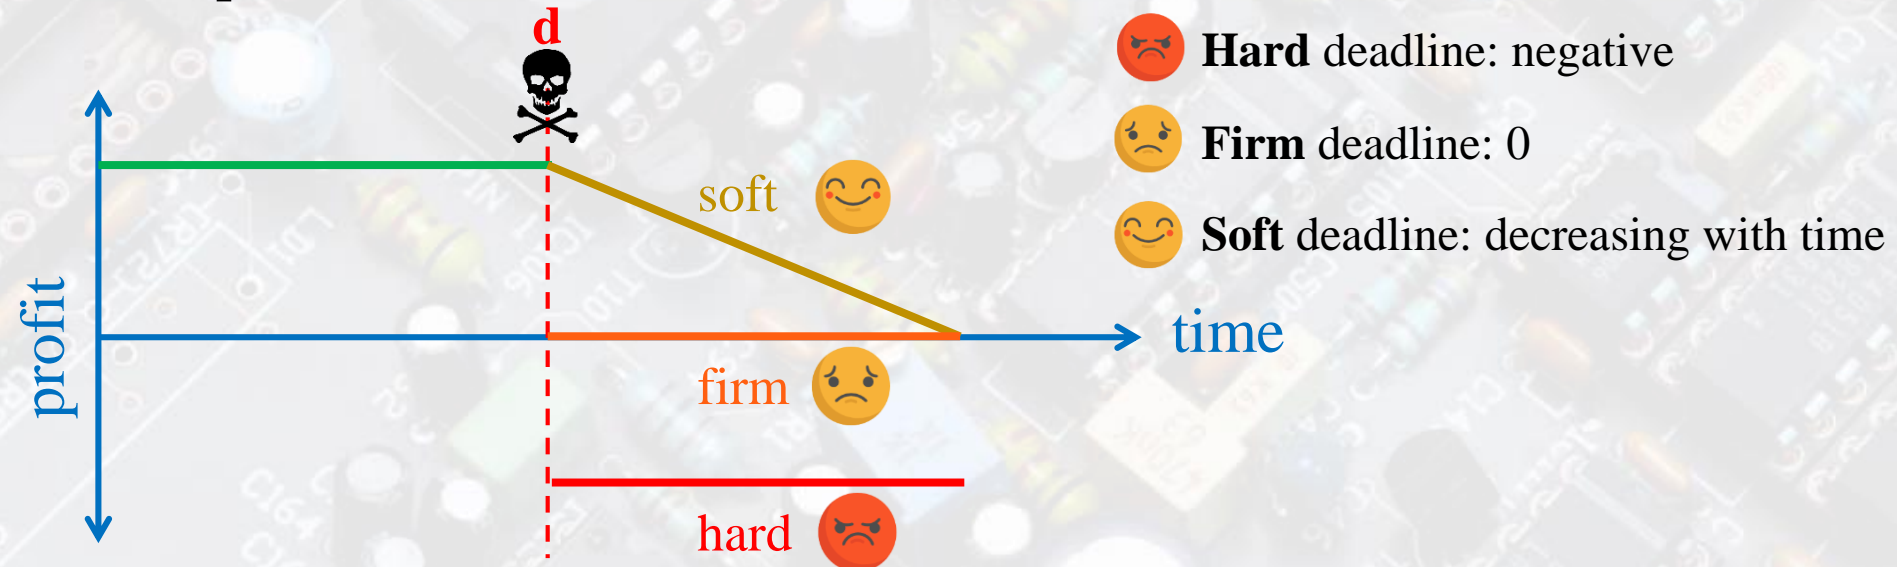 d
Hard deadline: negative
Firm deadline: 0
Soft deadline: decreasing with time
soft
profit
time
firm
hard